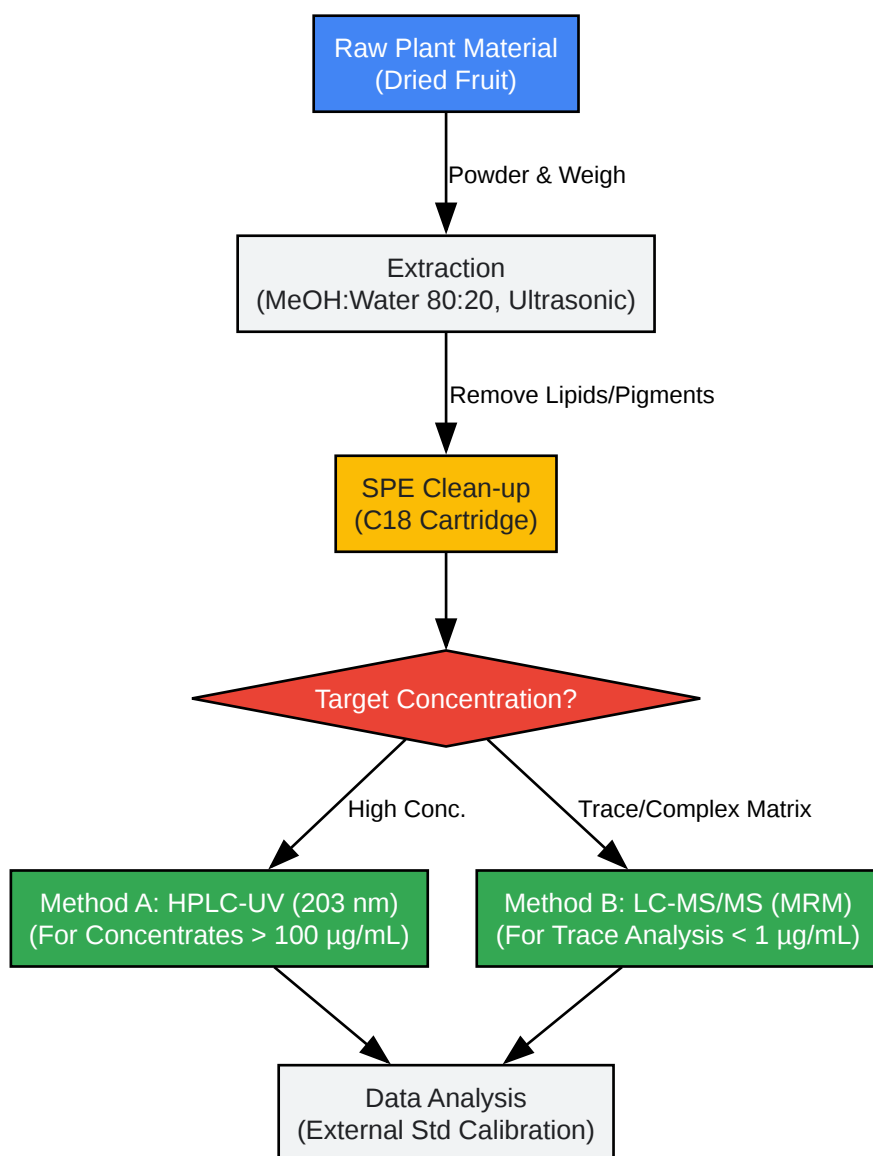 Raw Plant Material
(Dried Fruit)
Powder & Weigh
Extraction
(MeOH:Water 80:20, Ultrasonic)
Remove Lipids/Pigments
SPE Clean-up
(C18 Cartridge)
Target Concentration?
High Conc.
Trace/Complex Matrix
Method A: HPLC-UV (203 nm)
(For Concentrates > 100 µg/mL)
Method B: LC-MS/MS (MRM)
(For Trace Analysis < 1 µg/mL)
Data Analysis
(External Std Calibration)